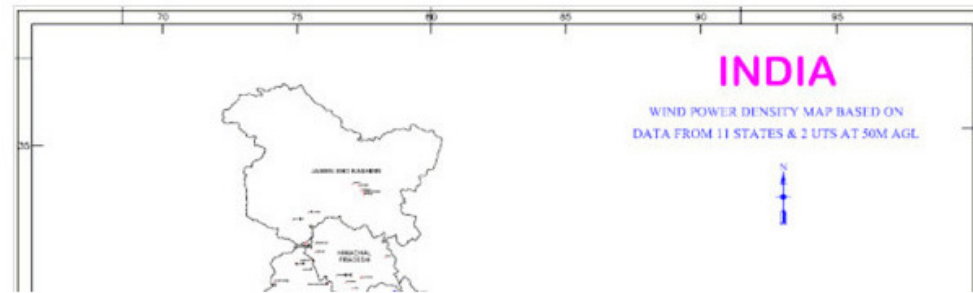 70 75 80 85 90 95
INDIA
WIND POWER DENSITY MAP BASED ON
DATA FROM 11 STATES & 2 UTS AT 50M AGL
35
N
JAMMU AND KASHMIR
HIMACHAL
PRADESH